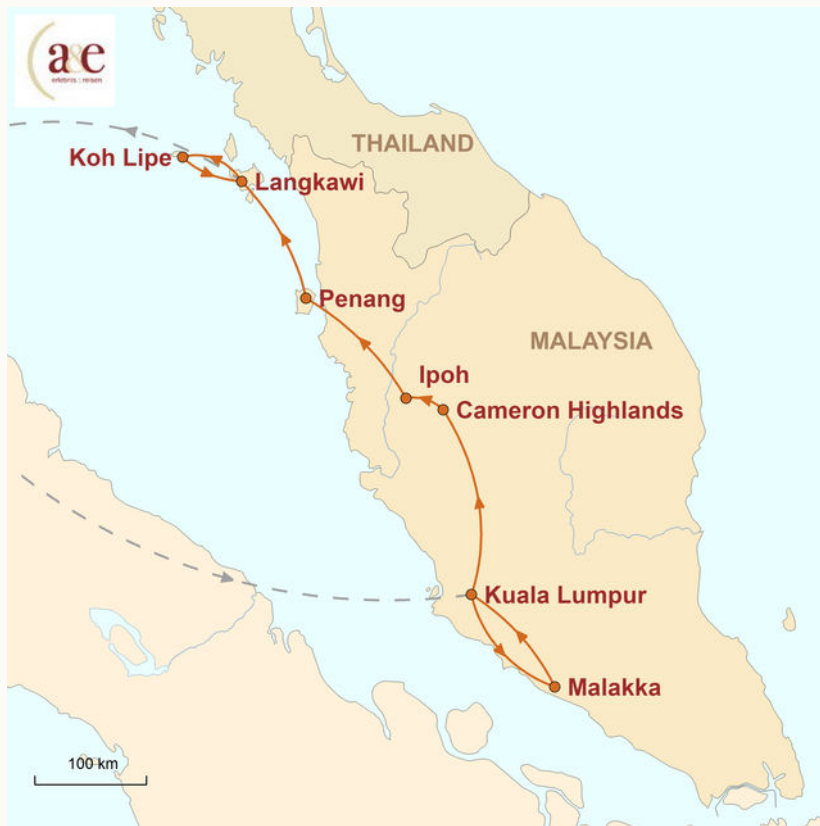 a&e
erlebnis reisen
THAILAND
Koh Lipe
Langkawi
Penang
MALAYSIA
Ipoh
Cameron Highlands
Kuala Lumpur
Malakka
100 km